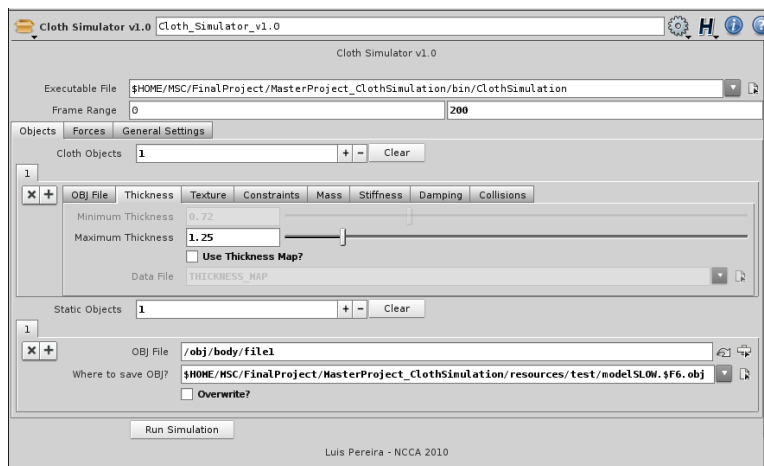 Cloth Simulator v1.0 Cloth_Simulator_v1.0
Cloth Simulator v1.0
Executable File $HOME/MSC/FinalProject/MasterProject_ClothSimulation/bin/ClothSimulation
Frame Range 0 200
Objects Forces General Settings
Cloth Objects 1 + - Clear
1
OBJ File Thickness Texture Constraints Mass Stiffness Damping Collisions
Minimum Thickness 0.72
Maximum Thickness 1.25
Use Thickness Map?
Data File THICKNESS_MAP
Static Objects 1 + - Clear
1
OBJ File /obj/body/file1
Where to save OBJ? $HOME/MSC/FinalProject/MasterProject_ClothSimulation/resources/test/modelSLOW.$F6.obj
Overwrite?
Run Simulation
Luis Pereira - NCCA 2010